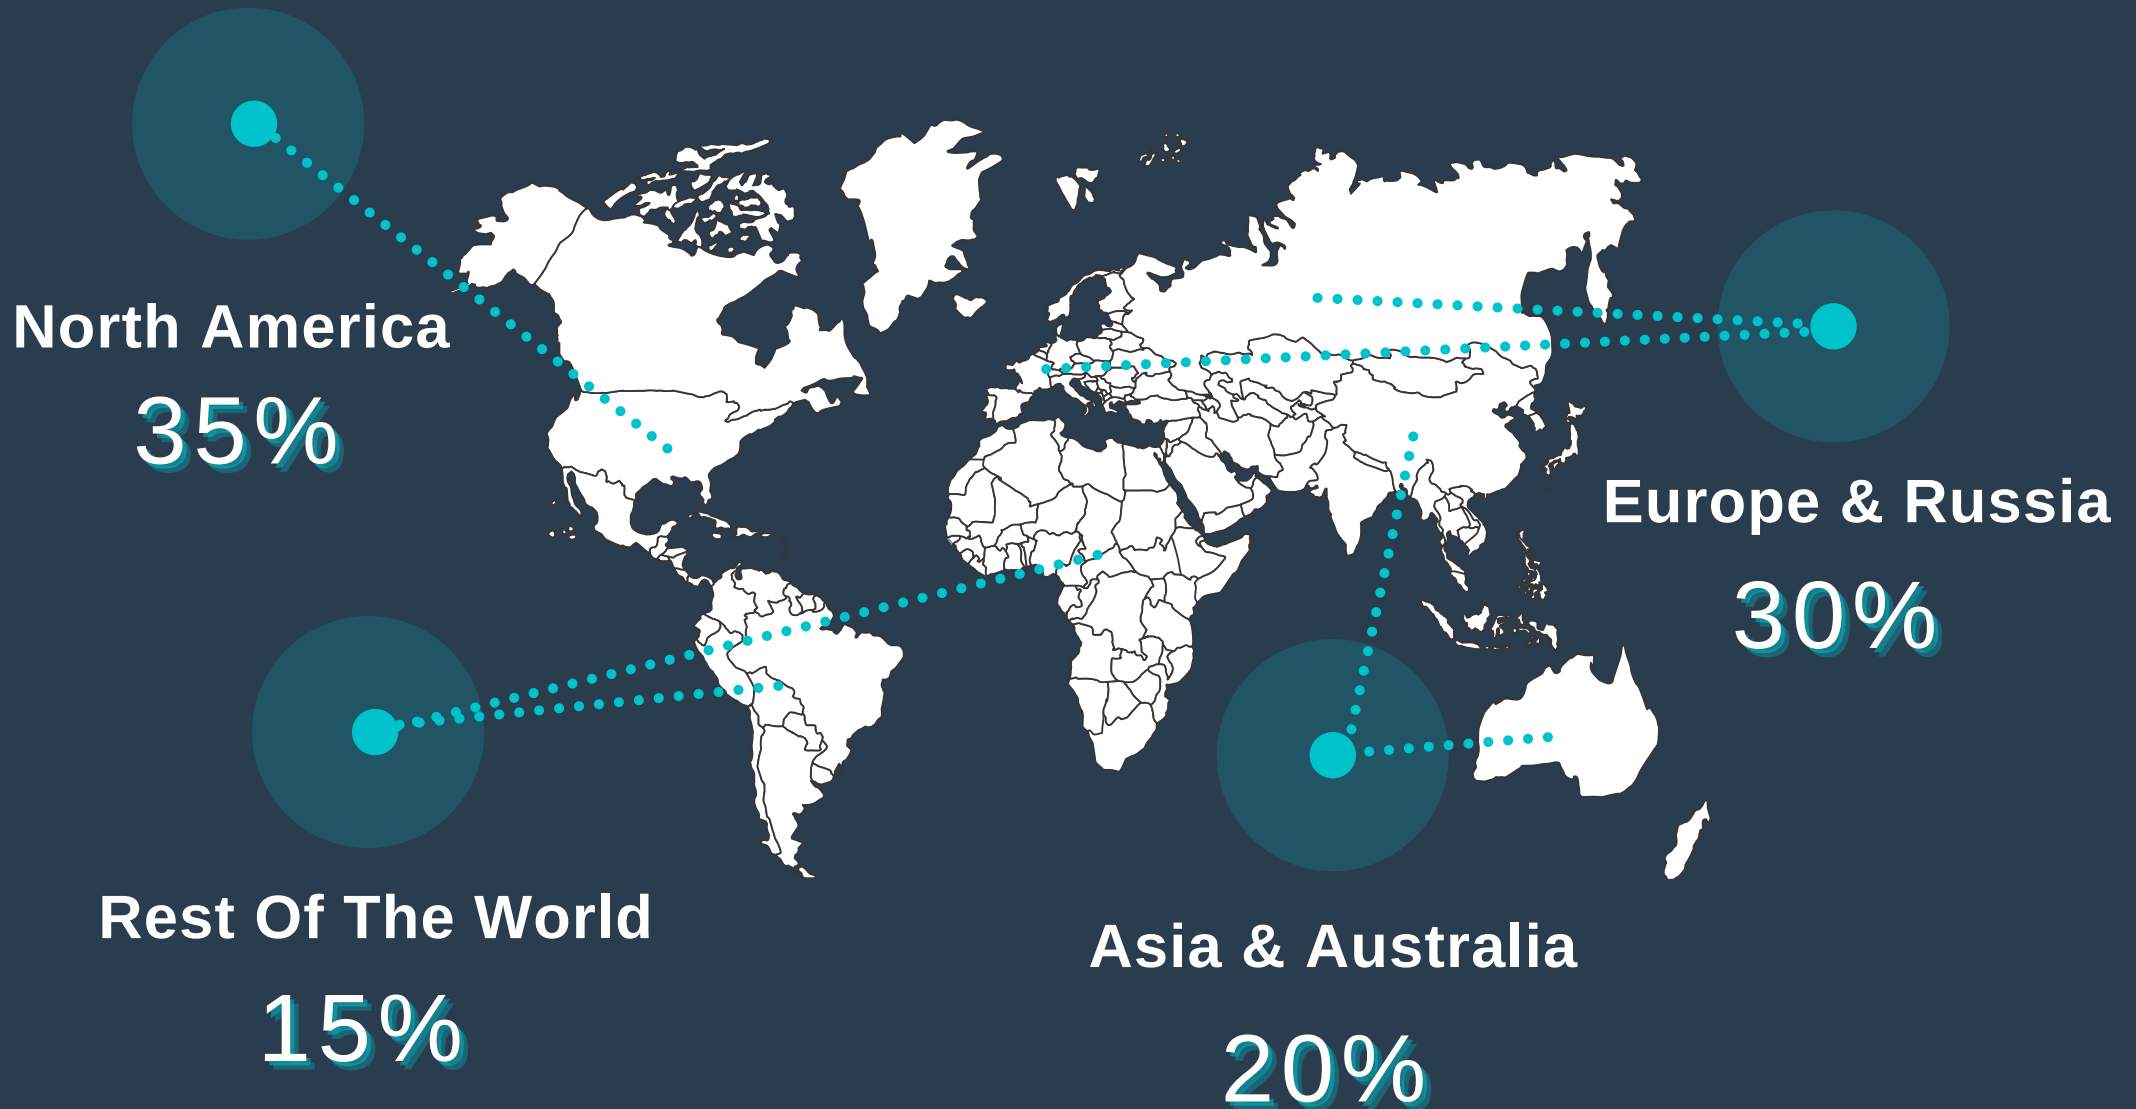 North America
35%
Europe & Russia
30%
Rest Of The World
15%
Asia & Australia
20%